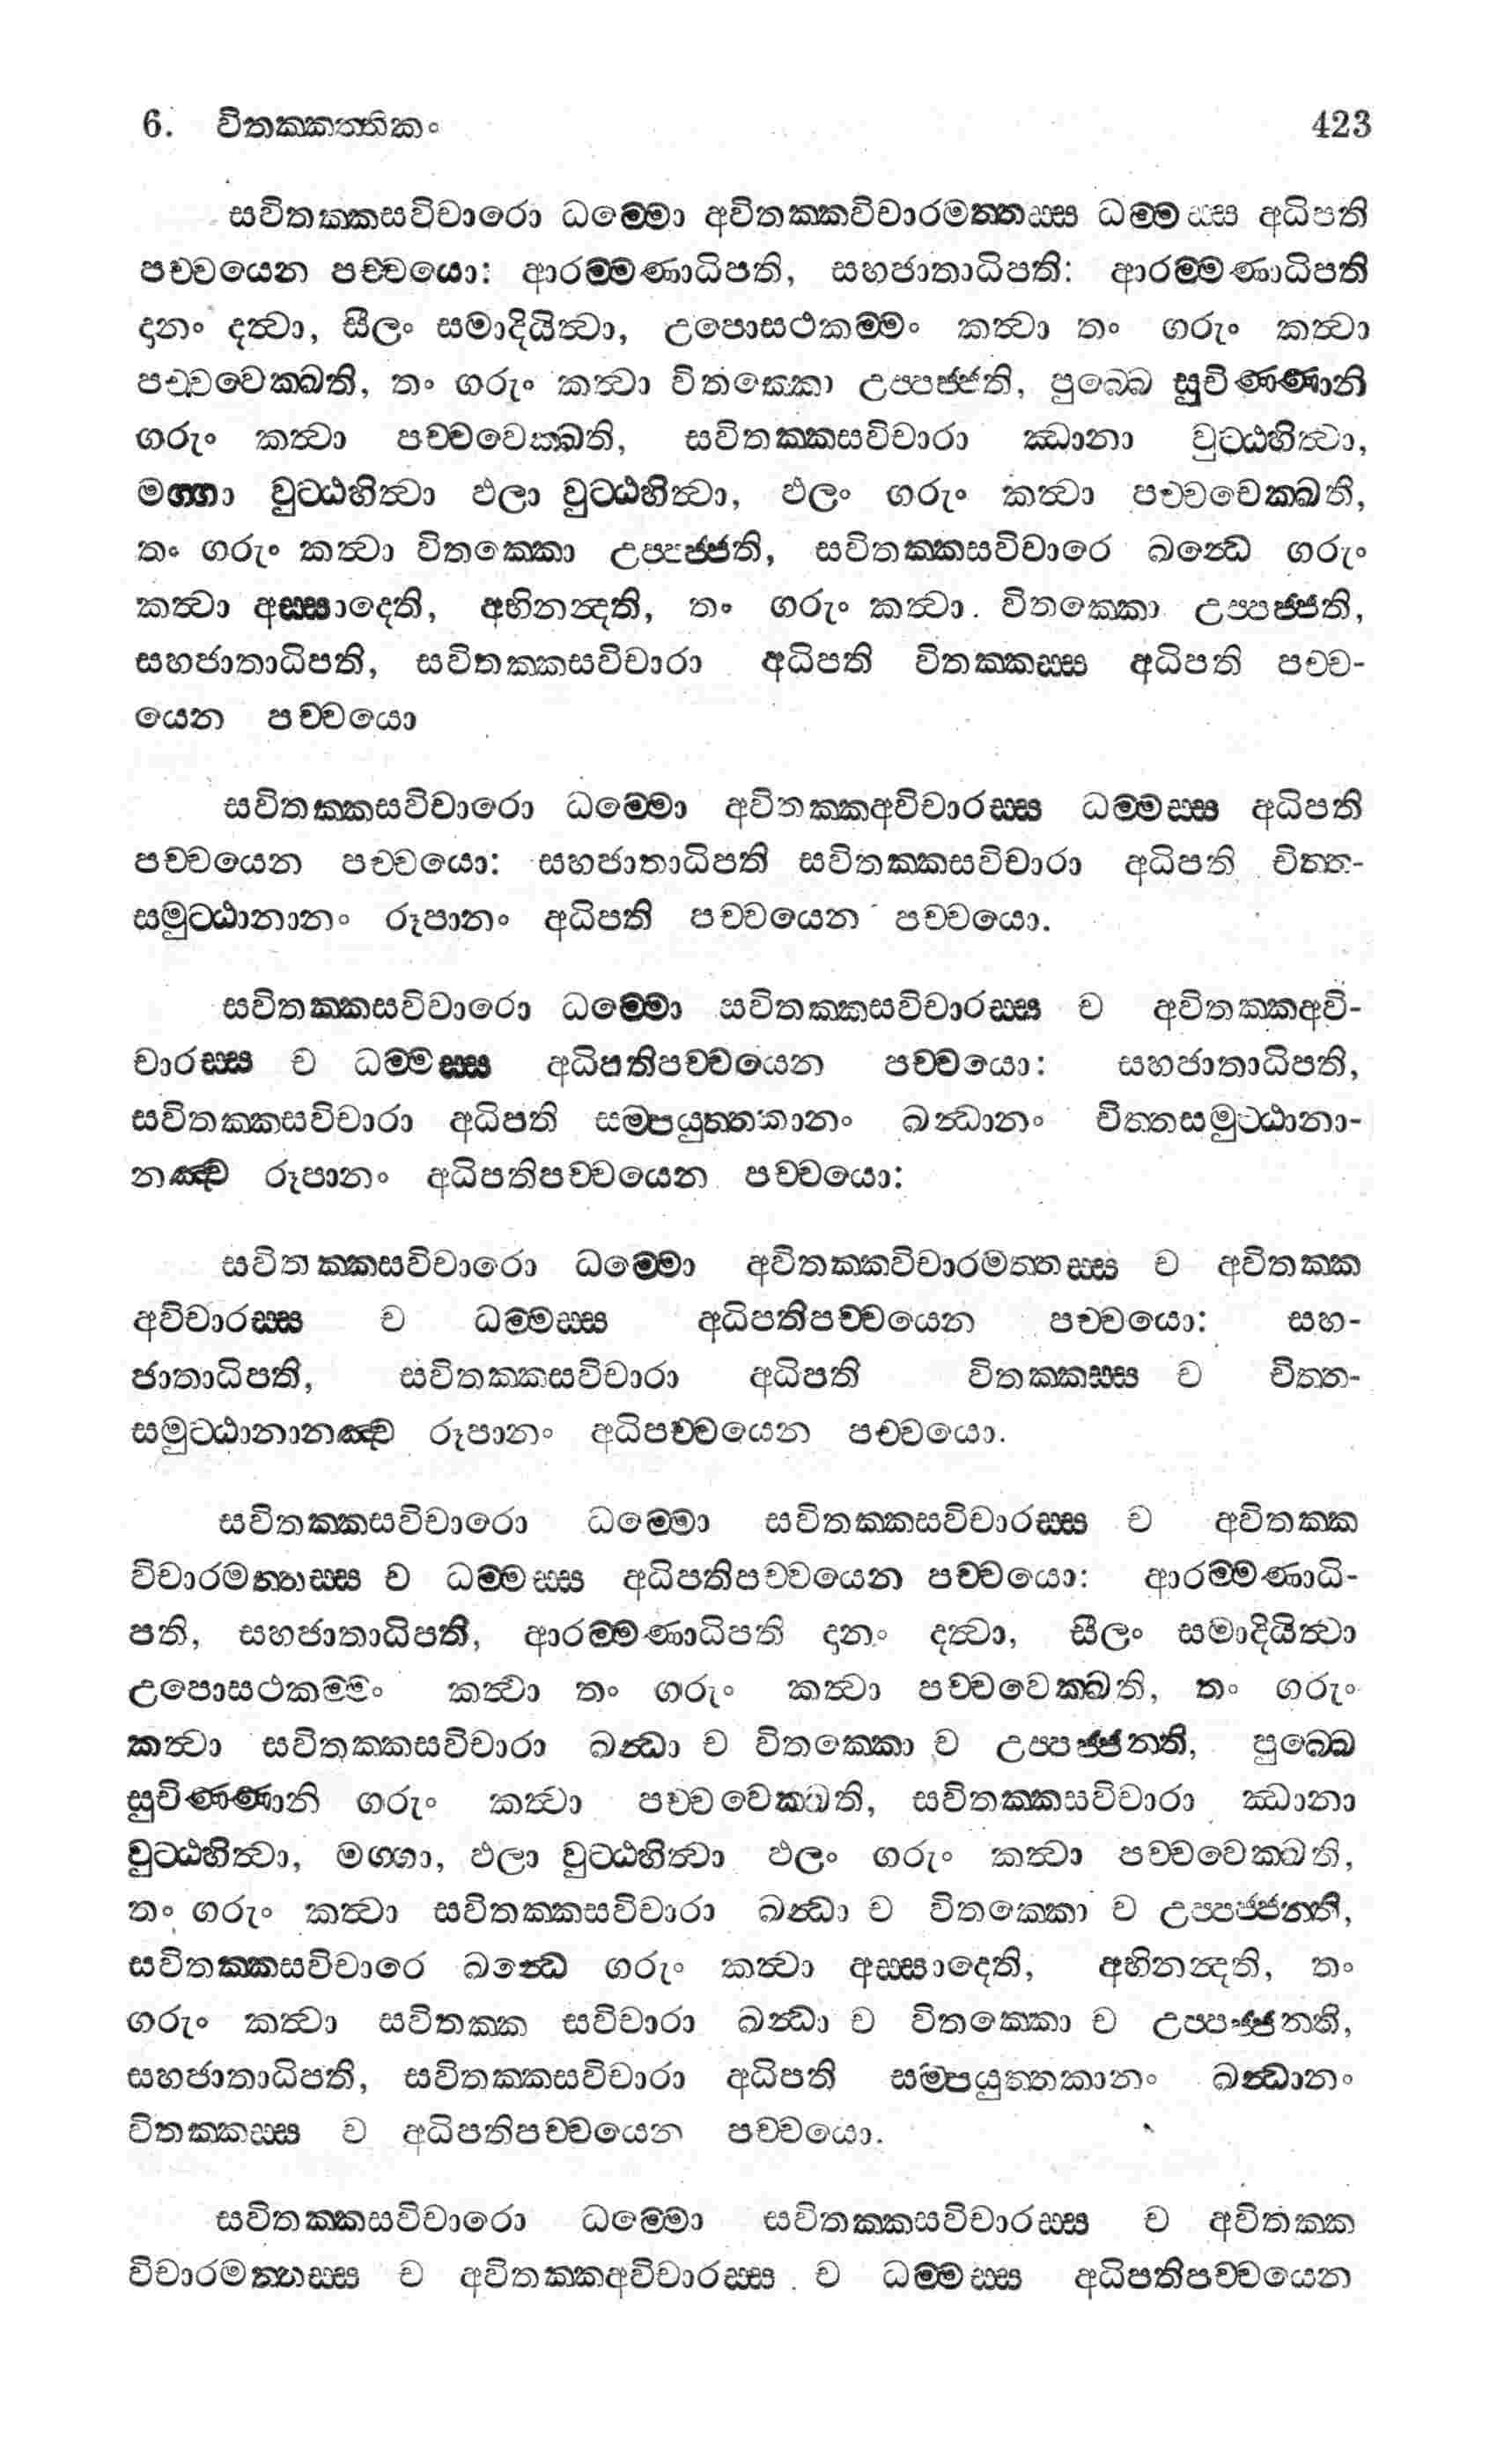 6. විතක්කත්තිකං 423
සවිතක්කසවිචාරො ධම්මො අවිතක්කවිචාරමත්තස්ස ධම්මස්ස අධිපති
පච්චයෙන පච්චයො: ආරම්මණාධිපති, සහජාතාධිපති: ආරම්මණාධිපති
දානං දත්වා, සීලං සමාදියිත්වා, උපොසථකම්මං කත්වා තං ගරුං කත්වා
පච්චවෙක්ඛති, තං ගරුං කත්වා විතක්කො උප්පජ්ජති, පුබ්බෙ සුචිණ්ණානි
ගරුං කත්වා පච්චවෙක්ඛති, සවිතක්කසවිචාරා ඣානා වුට්ඨහිත්වා,
මග්ගා වුට්ඨහිත්වා ඵලා වුට්ඨහිත්වා, ඵලං ගරුං කත්වා පච්චවෙක්ඛති,
තං ගරුං කත්වා විතක්කො උප්පජ්ජති, සවිතක්කසවිචාරෙ ඛන්ධෙ ගරුං
කත්වා අස්සාදෙති, අභිනන්දති, තං ගරුං කත්වා. විතක්කො උප්පජ්ජති,
සහජාතාධිපති, සවිතක්කසවිචාරා අධිපති විතක්කස්ස අධිපති පච්ච-
යෙන පච්චයො
සවිතක්කසවිචාරො ධම්මො අවිතක්කඅවිචාරස්ස ධම්මස්ස අධිපති
පච්චයෙන පච්චයො: සහජාතාධිපති සවිතක්කසවිචාරා අධිපති චිත්ත-
සමුට්ඨානානං රූපානං අධිපති පච්චයෙන පච්චයො.
සවිතක්කසවිචාරො ධම්මො සවිතක්කසවිචාරස්ස ච අවිතක්කඅවි-
චාරස්ස ච ධම්මස්ස අධිපතිපච්චයෙන පච්චයො: සහජාතාධිපති,
සවිතක්කසවිචාරා අධිපති සම්පයුත්තකානං ඛන්ධානං චිත්තසමුට්ඨානා-
නඤ්ච රූපානං අධිපතිපච්චයෙන පච්චයො:
සවිතක්කසවිචාරො ධම්මො අවිතක්කවිචාරමත්තස්ස ච අවිතක්ක
අවිචාරස්ස ච ධම්මස්ස අධිපතිපච්චයෙන පච්චයො: සහ-
ජාතාධිපති, සවිතක්කසවිචාරා අධිපති විතක්කස්ස ච චිත්ත-
සමුට්ඨානානඤ්ච රූපානං අධිපච්චයෙන පච්චයො.
සවිතක්කසවිචාරො ධම්මො සවිතක්කසවිචාරස්ස ච අවිතක්ක
විචාරමත්තස්ස ච ධම්මස්ස අධිපතිපච්චයෙන පච්චයො: ආරම්මණාධි-
පති, සහජාතාධිපති, ආරම්මණාධිපති දානං දත්වා, සීලං සමාදියිත්වා
උපොසථකම්මං කත්වා තං ගරුං කත්වා පච්චවෙක්ඛති, තං ගරුං
කත්වා සවිතක්කසවිචාරා ඛන්ධා ච විතක්කො ච උප්පජ්ජන්ති, පුබ්බෙ
සුචිණ්ණානි ගරුං කත්වා පච්චවෙක්ඛති, සවිතක්කසවිචාරා ඣානා
වුට්ඨහිත්වා, මග්ගා, ඵලා වුට්ඨහිත්වා ඵලං ගරුං කත්වා පච්චවෙක්ඛති,
තං ගරුං කත්වා සවිතක්කසවිචාරා ඛන්ධා ච විතක්කො ච උප්පජ්ජන්ති,
සවිතක්කසවිචාරෙ ඛන්ධෙ ගරුං කත්වා අස්සාදෙති, අභිනන්දති, තං
ගරුං කත්වා සවිතක්ක සවිචාරා ඛන්ධා ච විතක්කො ච උප්පජ්ජන්ති,
සහජාතාධිපති, සවිතක්කසවිචාරා අධිපති සම්පයුත්තකානං ඛන්ධානං
විතක්කස්ස ච අධිපතිපච්චයෙන පච්චයො.
සවිතක්කසවිචාරො ධම්මො සවිතක්කසවිචාරස්ස ච අවිතක්ක
විචාරමත්තස්ස ච අවිතක්කඅවිචාරස්ස ච ධම්මස්ස අධිපතිපච්චයෙන